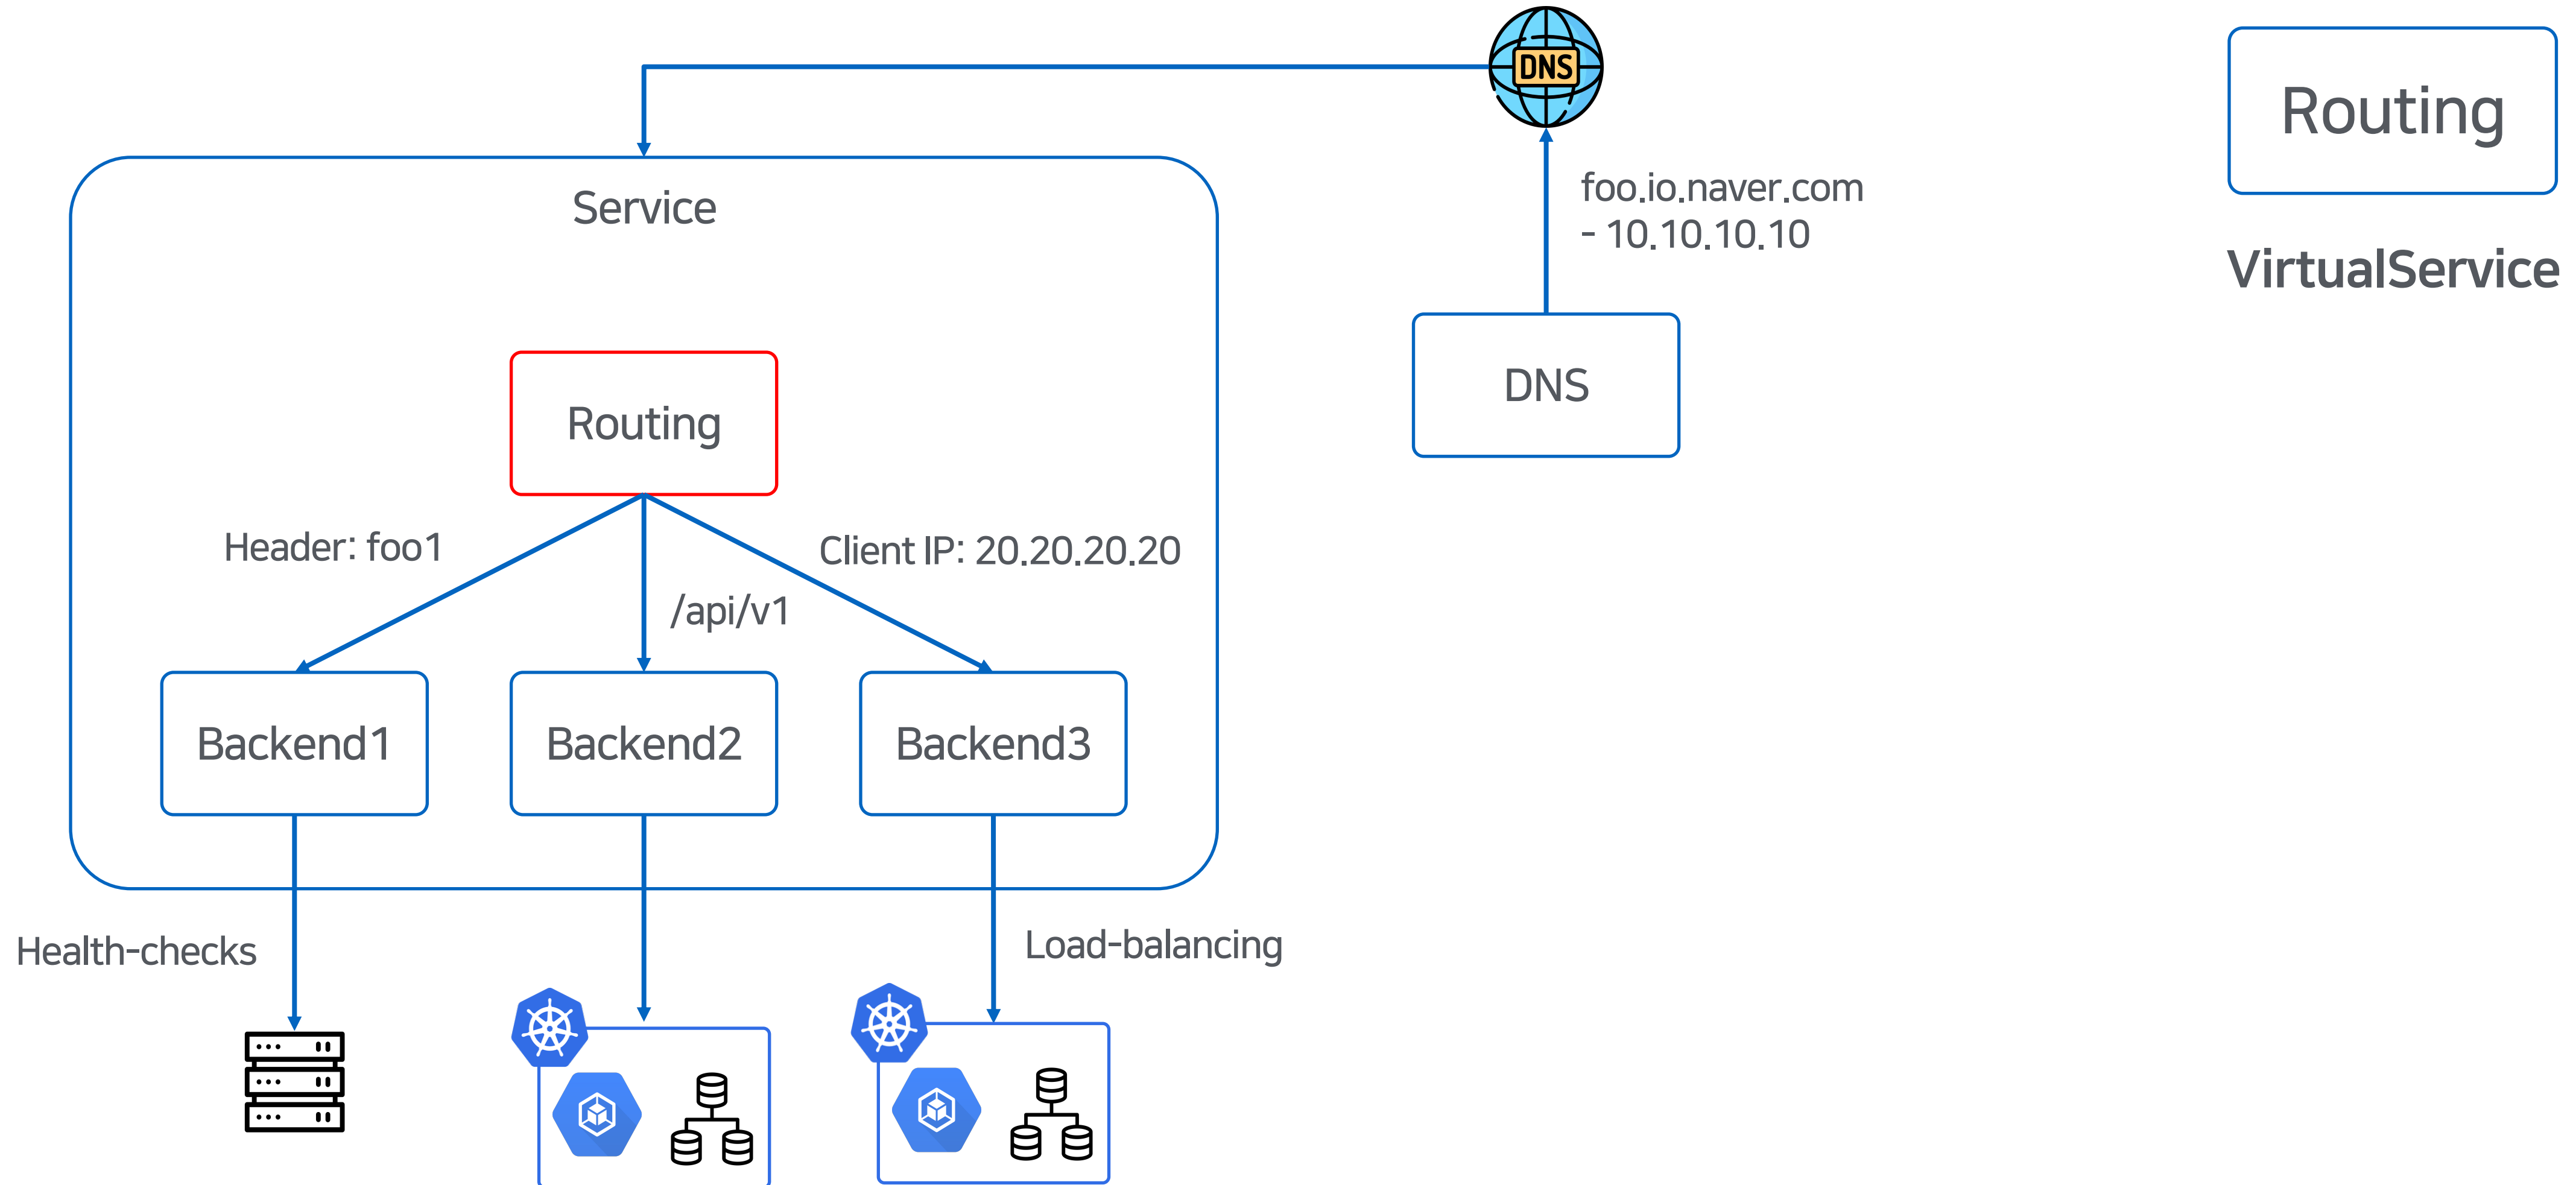 DNS
Routing
VirtualService
foo.io.naver.com
- 10.10.10.10
DNS
Service
Routing
Header: foo1
Client IP: 20.20.20.20
/api/v1
Backend1
Backend2
Backend3
Health-checks
Load-balancing